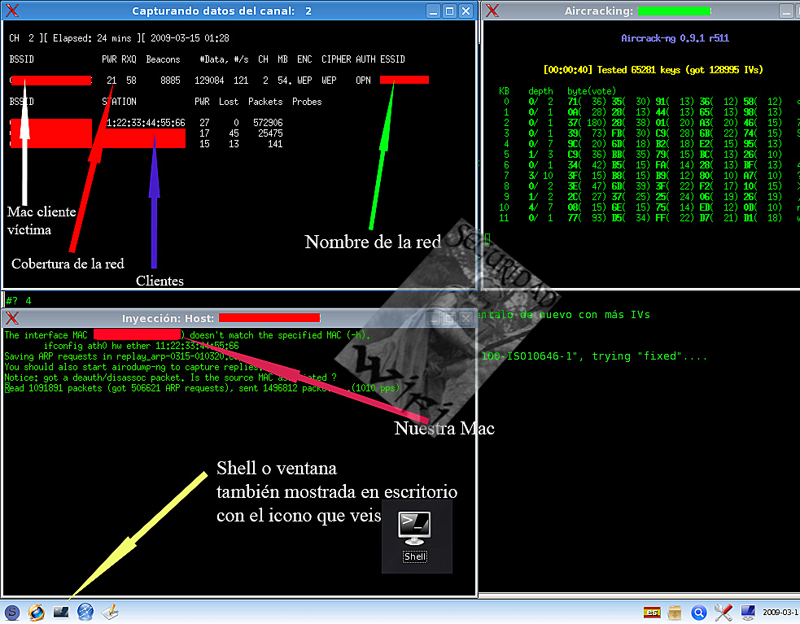 Capturando datos del canal: 2
CH 2 ][ Elapsed: 24 mins ][ 2009-03-15 01:28
BSSID PWR RXQ Beacons #Data, #/s CH MB ENC CIPHER AUTH ESSID
21 58 8885 129084 121 2 54. WEP WEP OPN
BSSID STATION PWR Lost Packets Probes
1:22:33:44:55:66 27 0 572906
17 45 25475
15 13 141
Mac cliente
víctima
Cobertura de la red
Clientes
Nombre de la red
Aircracking:
Aircrack-ng 0.9.1 r511
[00:00:40] Tested 65281 keys (got 128995 IVs)
KB depth byte(vote)
0 0/ 2 71( 36) 35( 30) 91( 13) 36( 12) 58( 12)
1 0/ 1 0A( 28) 28( 13) 44( 13) 65( 13) 98( 13)
2 0/ 1 37(180) 28( 38) 01( 20) A3( 20) 46( 15)
3 0/ 1 39( 73) FB( 30) C9( 28) 6D( 22) 74( 15)
4 0/ 7 9C( 20) 6D( 18) B2( 18) E2( 15) 95( 13)
5 1/ 3 C9( 36) BB( 35) 79( 15) BC( 13) 26( 10)
6 0/ 1 34( 42) B5( 15) FA( 14) 28( 13) BF( 13)
7 3/ 10 3F( 15) B8( 15) B9( 12) 80( 10) A7( 10)
8 0/ 2 3E( 47) 6D( 39) 3F( 22) F2( 17) 10( 15)
9 1/ 2 2C( 27) 37( 25) 25( 24) 06( 19) 26( 19)
10 4/ 7 08( 15) 6E( 15) 75( 14) ED( 12) 0D( 10)
11 0/ 1 77( 93) D5( 34) FF( 22) D7( 21) D1( 18)
SEGURIDAD
WiFi
#? 4
ntalo de nuevo con más IVs
100-ISO10646-1", trying "fixed"....
Inyección: Host:
The interface MAC ) doesn't match the specified MAC (-h).
ifconfig ath0 hw ether 11:22:33:44:55:66
Saving ARP requests in replay_arp-0315-010320.
You should also start airodump-ng to capture replies.
Notice: got a deauth/disassoc packet. Is the source MAC associated ?
Read 1091891 packets (got 506621 ARP requests), sent 1496812 packets...(1010 pps)
Nuestra Mac
Shell o ventana
también mostrada en escritorio
con el icono que veis
Shell
2009-03-1